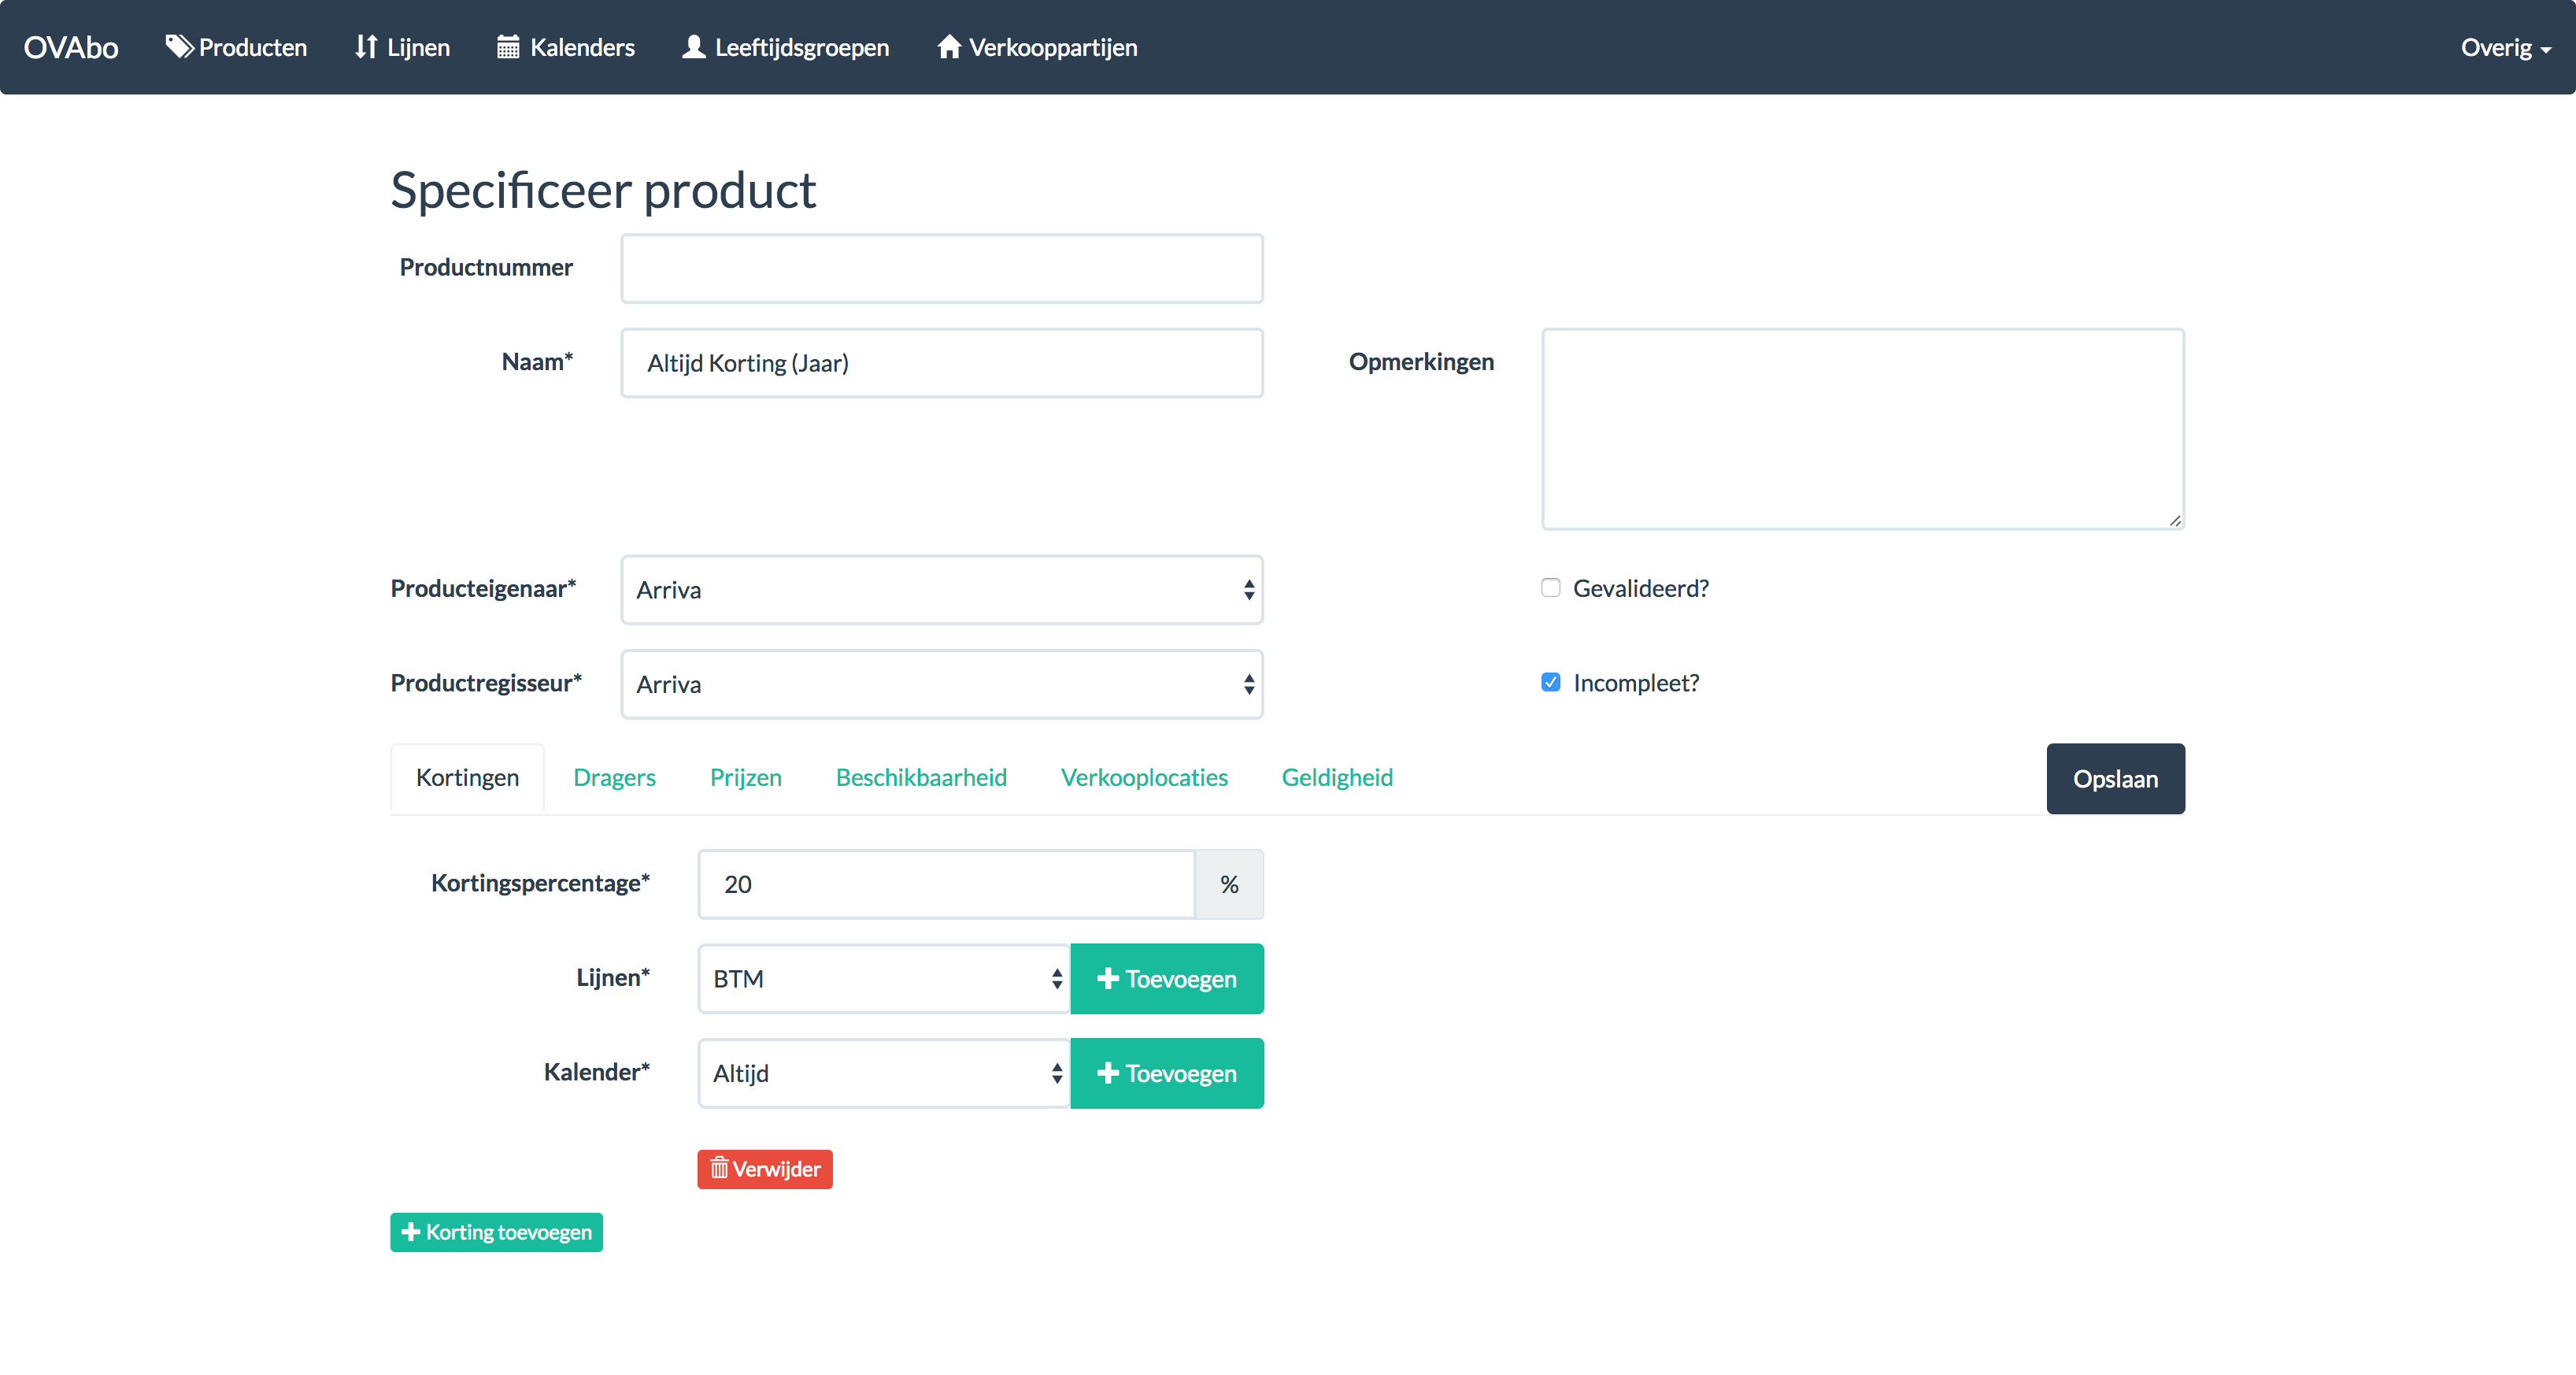 OVAbo Producten Lijnen Kalenders Leeftijdsgroepen Verkooppartijen Overig
Specificeer product
Productnummer
Naam* Altijd Korting (Jaar) Opmerkingen
Producteigenaar* Arriva Gevalideerd?
Productregisseur* Arriva Incompleet?
Kortingen Dragers Prijzen Beschikbaarheid Verkooplocaties Geldigheid Opslaan
Kortingspercentage* 20 %
Lijnen* BTM Toevoegen
Kalender* Altijd Toevoegen
Verwijder
Korting toevoegen